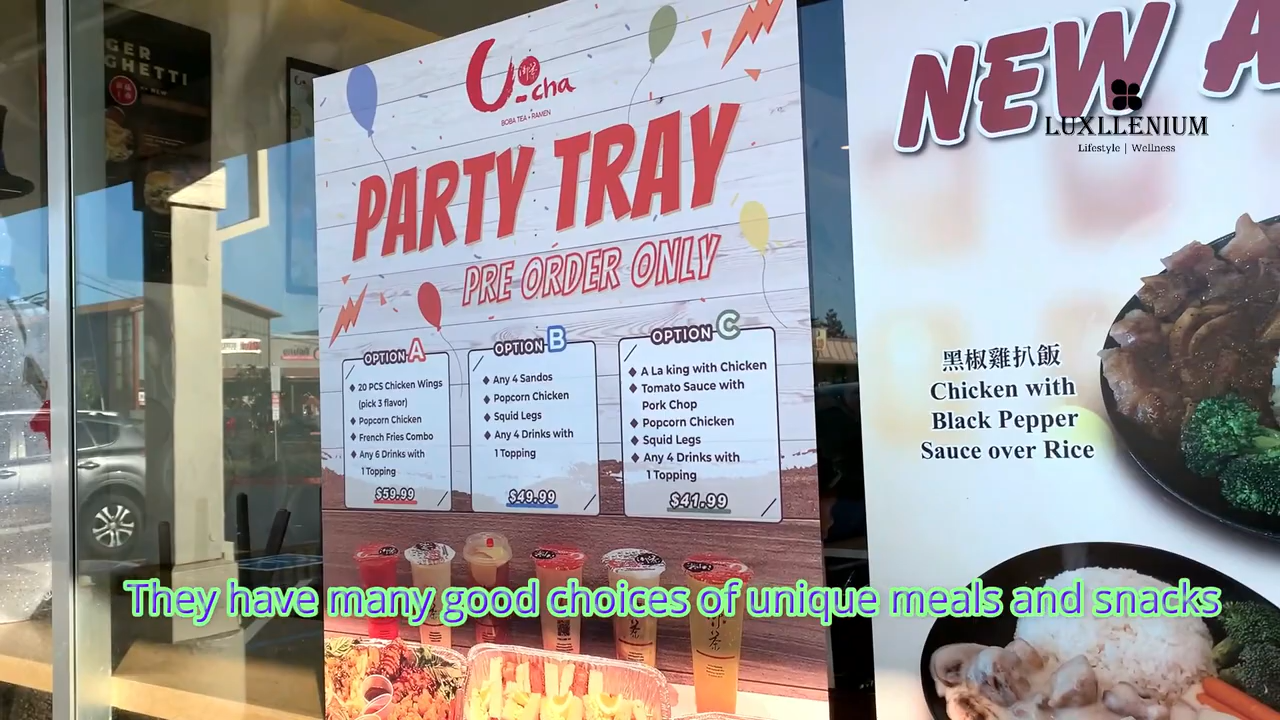 GER
GHETTI
U-cha
BOBA TEA • RAMEN
PARTY TRAY
PRE ORDER ONLY
OPTION A
◆ 20 PCS Chicken Wings
(pick 3 flavor)
◆ Popcorn Chicken
◆ French Fries Combo
◆ Any 6 Drinks with
1 Topping
$59.99
OPTION B
◆ Any 4 Sandos
◆ Popcorn Chicken
◆ Squid Legs
◆ Any 4 Drinks with
1 Topping
$49.99
OPTION C
◆ A La king with Chicken
◆ Tomato Sauce with
Pork Chop
◆ Popcorn Chicken
◆ Squid Legs
◆ Any 4 Drinks with
1 Topping
$41.99
NEW A
LUXLLENIUM
Lifestyle | Wellness
黑椒雞扒飯
Chicken with
Black Pepper
Sauce over Rice
They have many good choices of unique meals and snacks